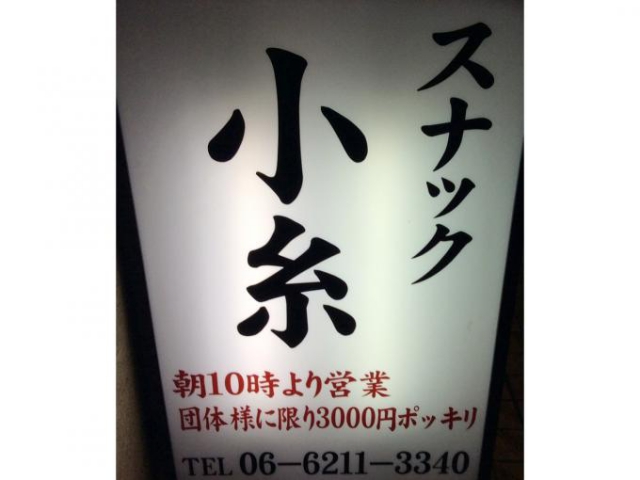 スナック
小糸
朝10時より営業
団体様に限り3000円ポッキリ
TEL 06-6211-3340